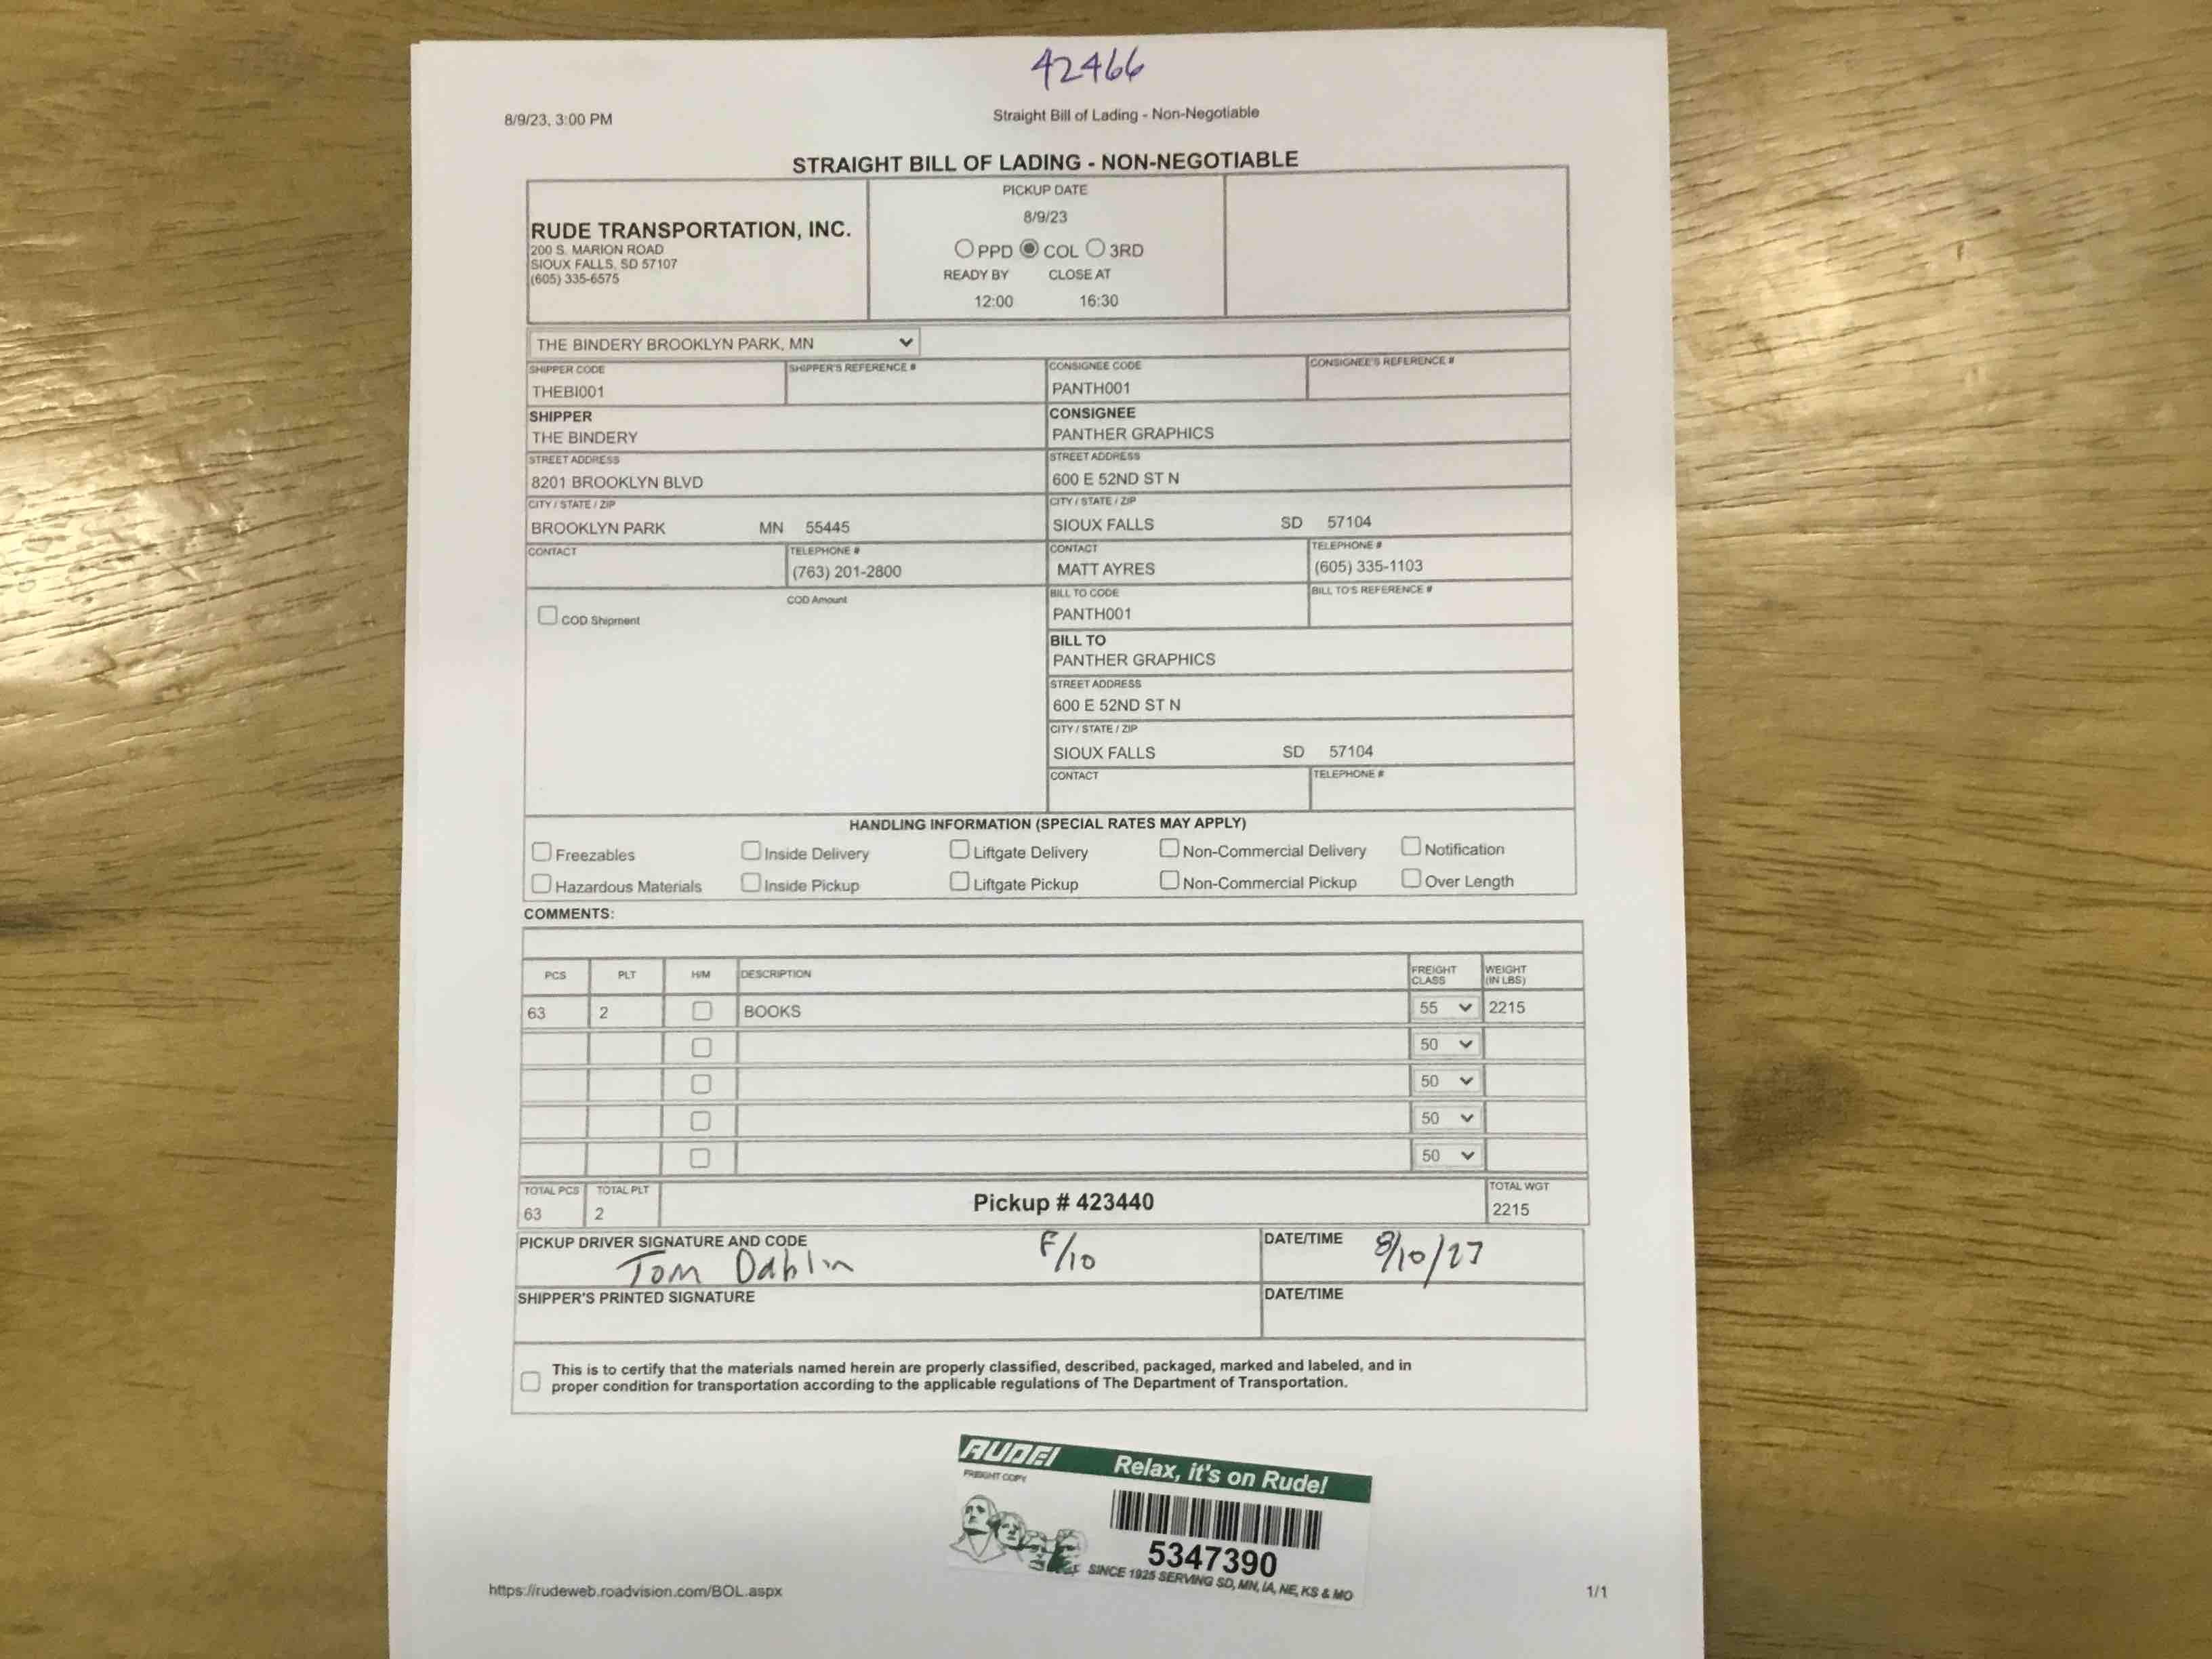 42466
8/9/23, 3:00 PM
Straight Bill of Lading - Non-Negotiable
STRAIGHT BILL OF LADING - NON-NEGOTIABLE
RUDE TRANSPORTATION, INC.
200 S. MARION ROAD
SIOUX FALLS, SD 57107
(605) 335-6575
PICKUP DATE
8/9/23
PPD COL 3RD
READY BY CLOSE AT
12:00 16:30
THE BINDERY BROOKLYN PARK, MN
SHIPPER CODE SHIPPER'S REFERENCE # CONSIGNEE CODE CONSIGNEE'S REFERENCE #
THEBI001 PANTH001
SHIPPER CONSIGNEE
THE BINDERY PANTHER GRAPHICS
STREET ADDRESS STREET ADDRESS
8201 BROOKLYN BLVD 600 E 52ND ST N
CITY / STATE / ZIP CITY / STATE / ZIP
BROOKLYN PARK MN 55445 SIOUX FALLS SD 57104
CONTACT TELEPHONE # CONTACT TELEPHONE #
(763) 201-2800 MATT AYRES (605) 335-1103
COD Shipment COD Amount
BILL TO CODE BILL TO'S REFERENCE #
PANTH001
BILL TO
PANTHER GRAPHICS
STREET ADDRESS
600 E 52ND ST N
CITY / STATE / ZIP
SIOUX FALLS SD 57104
CONTACT TELEPHONE #
HANDLING INFORMATION (SPECIAL RATES MAY APPLY)
Freezables Inside Delivery Liftgate Delivery Non-Commercial Delivery Notification
Hazardous Materials Inside Pickup Liftgate Pickup Non-Commercial Pickup Over Length
COMMENTS:
PCS PLT H/M DESCRIPTION FREIGHT CLASS WEIGHT (IN LBS)
63 2 BOOKS 55 2215
50
50
50
50
TOTAL PCS TOTAL PLT TOTAL WGT
63 2 Pickup # 423440 2215
PICKUP DRIVER SIGNATURE AND CODE DATE/TIME
Tom Dahlin F/10 8/10/23
SHIPPER'S PRINTED SIGNATURE DATE/TIME
This is to certify that the materials named herein are properly classified, described, packaged, marked and labeled, and in
proper condition for transportation according to the applicable regulations of The Department of Transportation.
RUDE!
Relax, it's on Rude!
FREIGHT COPY
5347390
SINCE 1925 SERVING SD, MN, IA, NE, KS & MO
https://rudeweb.roadvision.com/BOL.aspx 1/1